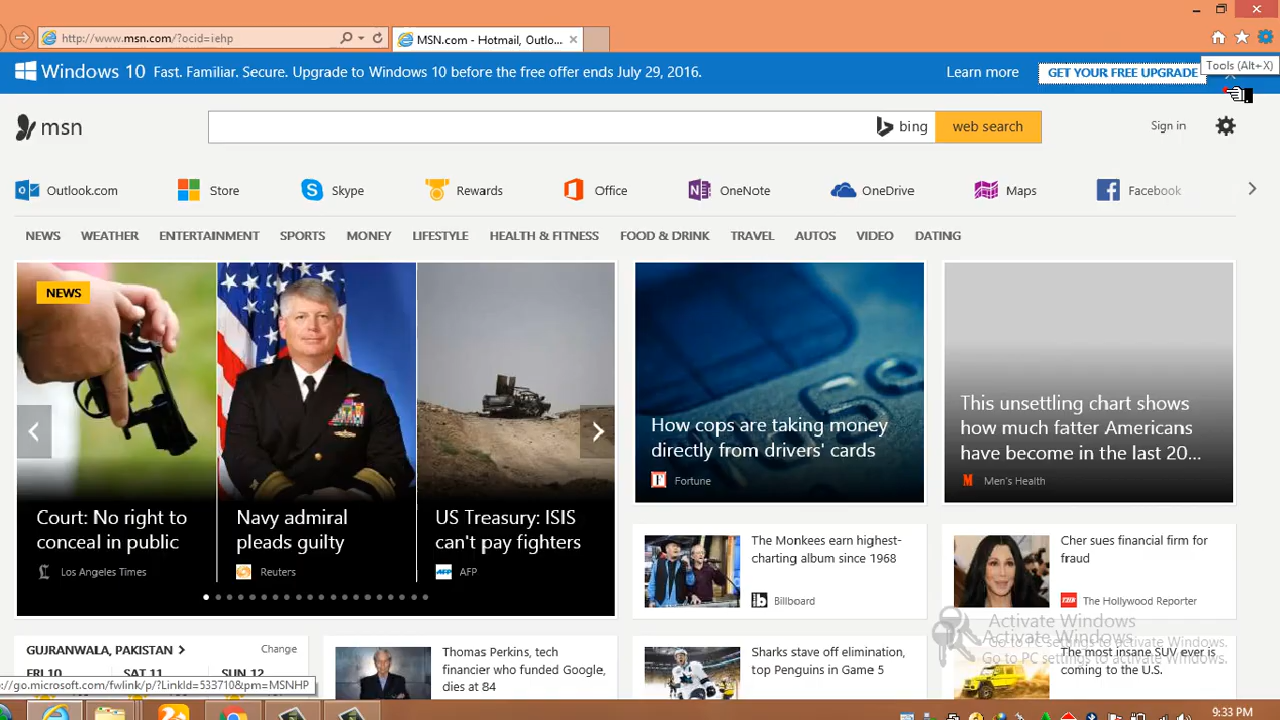 http://www.msn.com/?ocid=iehp
MSN.com - Hotmail, Outlo...
Tools (Alt+X)
Windows 10 Fast. Familiar. Secure. Upgrade to Windows 10 before the free offer ends July 29, 2016.
Learn more
GET YOUR FREE UPGRADE
msn
bing
web search
Sign in
Outlook.com
Store
Skype
Rewards
Office
OneNote
OneDrive
Maps
Facebook
NEWS
WEATHER
ENTERTAINMENT
SPORTS
MONEY
LIFESTYLE
HEALTH & FITNESS
FOOD & DRINK
TRAVEL
AUTOS
VIDEO
DATING
NEWS
Court: No right to
conceal in public
Los Angeles Times
Navy admiral
pleads guilty
Reuters
US Treasury: ISIS
can't pay fighters
AFP
How cops are taking money
directly from drivers' cards
Fortune
This unsettling chart shows
how much fatter Americans
have become in the last 20...
Men's Health
The Monkees earn highest-
charting album since 1968
Billboard
Cher sues financial firm for
fraud
The Hollywood Reporter
Activate Windows
Activate Windows
Go to PC settings to activate Windows.
Go to PC settings to activate Windows.
GUJRANWALA, PAKISTAN
Change
FRI 10
SAT 11
SUN 12
Thomas Perkins, tech
financier who funded Google,
dies at 84
Sharks stave off elimination,
top Penguins in Game 5
The most insane SUV ever is
coming to the U.S.
://go.microsoft.com/fwlink/p/?LinkId=533710&pm=MSNHP
9:33 PM